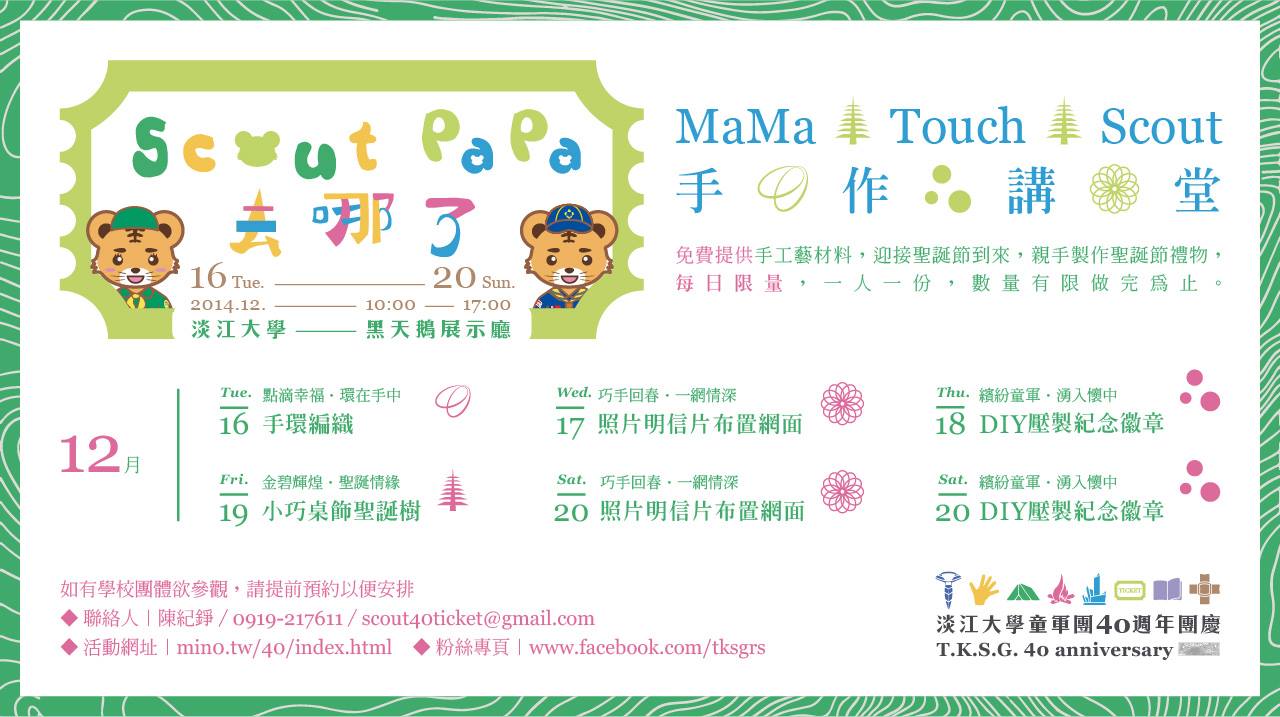 Scout PaPa
去哪了
16 Tue. 20 Sun.
2014.12. 10:00 17:00
淡江大學 黑天鵝展示廳
MaMa Touch Scout
手作講堂
免費提供手工藝材料，迎接聖誕節到來，親手製作聖誕節禮物，
每日限量，一人一份，數量有限做完為止。
12月
Tue. 16 點滴幸福・環在手中
手環編織
Wed. 17 巧手回春・一網情深
照片明信片布置網面
Thu. 18 繽紛童軍・湧入懷中
DIY壓製紀念徽章
Fri. 19 金碧輝煌・聖誕情緣
小巧桌飾聖誕樹
Sat. 20 巧手回春・一網情深
照片明信片布置網面
Sat. 20 繽紛童軍・湧入懷中
DIY壓製紀念徽章
如有學校團體欲參觀，請提前預約以便安排
◆ 聯絡人｜陳紀錚 / 0919-217611 / scout40ticket@gmail.com
◆ 活動網址｜min0.tw/40/index.html ◆ 粉絲專頁｜www.facebook.com/tksgrs
TICKET
淡江大學童軍團40週年團慶
T.K.S.G. 40 anniversary